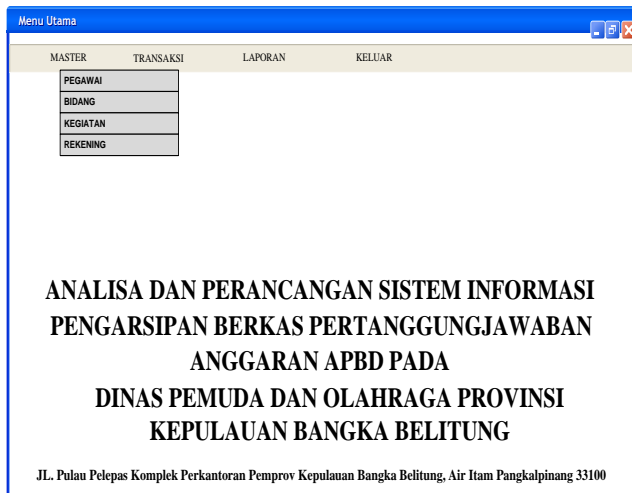 Menu Utama
MASTER TRANSAKSI LAPORAN KELUAR
PEGAWAI
BIDANG
KEGIATAN
REKENING
ANALISA DAN PERANCANGAN SISTEM INFORMASI
PENGARSIPAN BERKAS PERTANGGUNGJAWABAN
ANGGARAN APBD PADA
DINAS PEMUDA DAN OLAHRAGA PROVINSI
KEPULAUAN BANGKA BELITUNG
JL. Pulau Pelepas Komplek Perkantoran Pemprov Kepulauan Bangka Belitung, Air Itam Pangkalpinang 33100